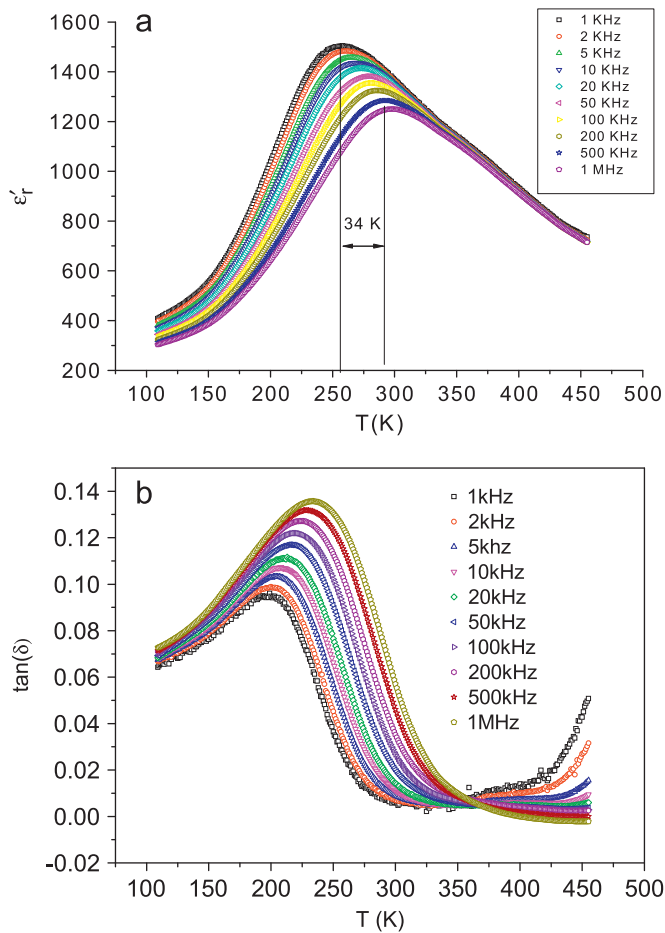 a
1600
1400
1200
1000
800
600
400
200
ε′r
100 150 200 250 300 350 400 450 500
T(K)
34 K
1 KHz
2 KHz
5 KHz
10 KHz
20 KHz
50 KHz
100 KHz
200 KHz
500 KHz
1 MHz
b
0.14
0.12
0.10
0.08
0.06
0.04
0.02
0.00
-0.02
tan(δ)
100 150 200 250 300 350 400 450 500
T (K)
1kHz
2kHz
5khz
10kHz
20kHz
50kHz
100kHz
200kHz
500kHz
1MHz